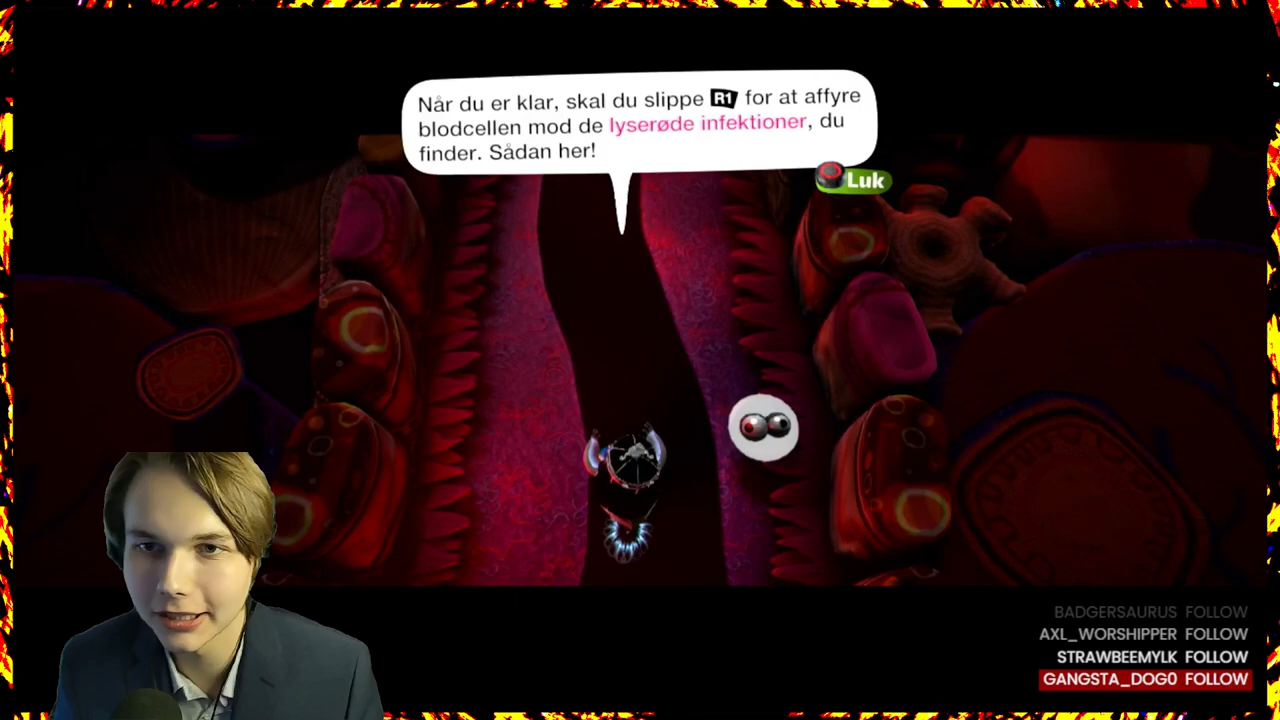 Når du er klar, skal du slippe R1 for at affyre
blodcellen mod de lyserøde infektioner, du
finder. Sådan her!
Luk
BADGERSAURUS FOLLOW
AXL_WORSHIPPER FOLLOW
STRAWBEEMYLK FOLLOW
GANGSTA_DOG0 FOLLOW